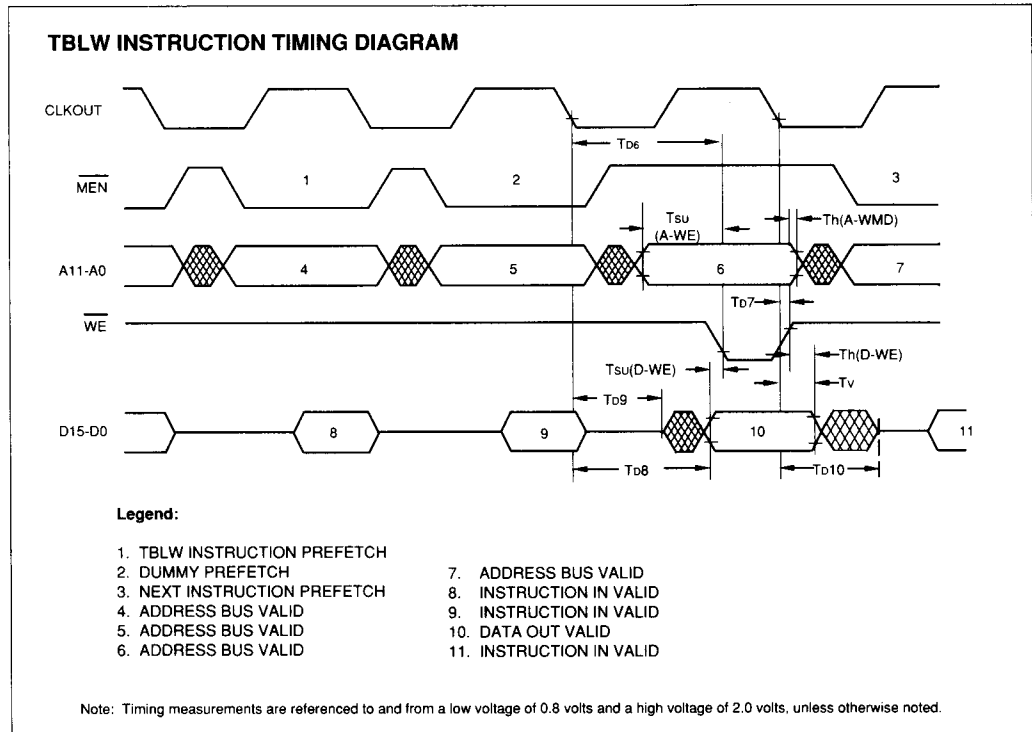 TBLW INSTRUCTION TIMING DIAGRAM
CLKOUT
TD6
MEN
1
2
3
Tsu
(A-WE)
Th(A-WMD)
A11-A0
4
5
6
7
TD7
WE
Tsu(D-WE)
Th(D-WE)
TD9
Tv
D15-D0
8
9
10
11
TD8
TD10
Legend:
1. TBLW INSTRUCTION PREFETCH
2. DUMMY PREFETCH
3. NEXT INSTRUCTION PREFETCH
4. ADDRESS BUS VALID
5. ADDRESS BUS VALID
6. ADDRESS BUS VALID
7. ADDRESS BUS VALID
8. INSTRUCTION IN VALID
9. INSTRUCTION IN VALID
10. DATA OUT VALID
11. INSTRUCTION IN VALID
Note: Timing measurements are referenced to and from a low voltage of 0.8 volts and a high voltage of 2.0 volts, unless otherwise noted.